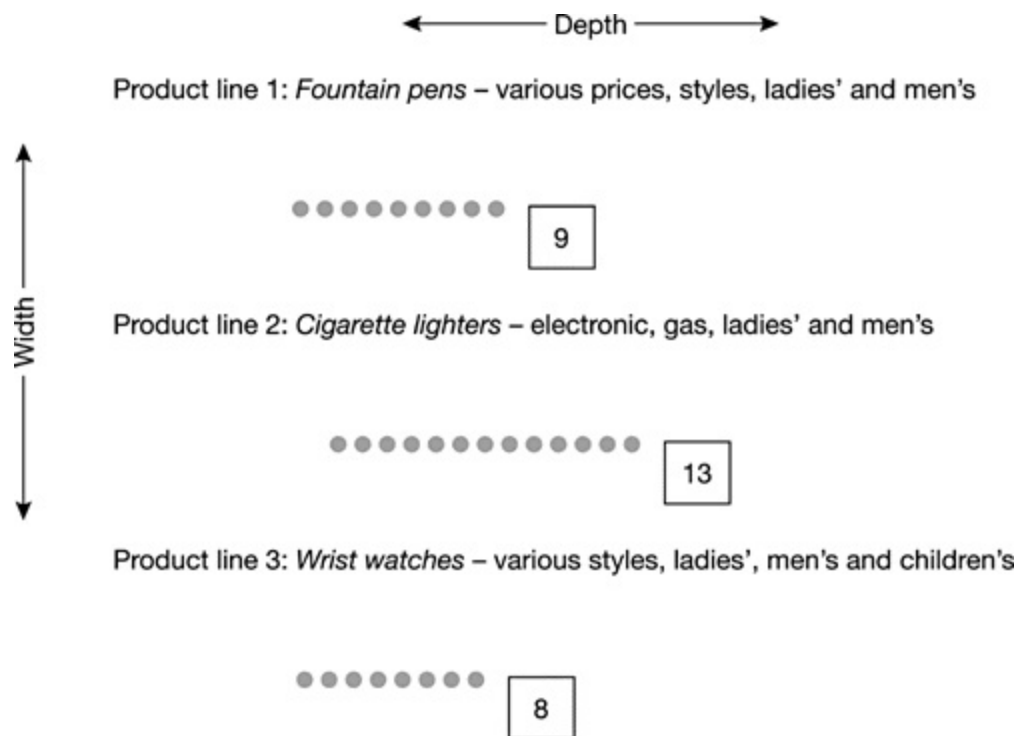 Depth
Product line 1: Fountain pens – various prices, styles, ladies’ and men’s
9
Width
Product line 2: Cigarette lighters – electronic, gas, ladies’ and men’s
13
Product line 3: Wrist watches – various styles, ladies’, men’s and children’s
8